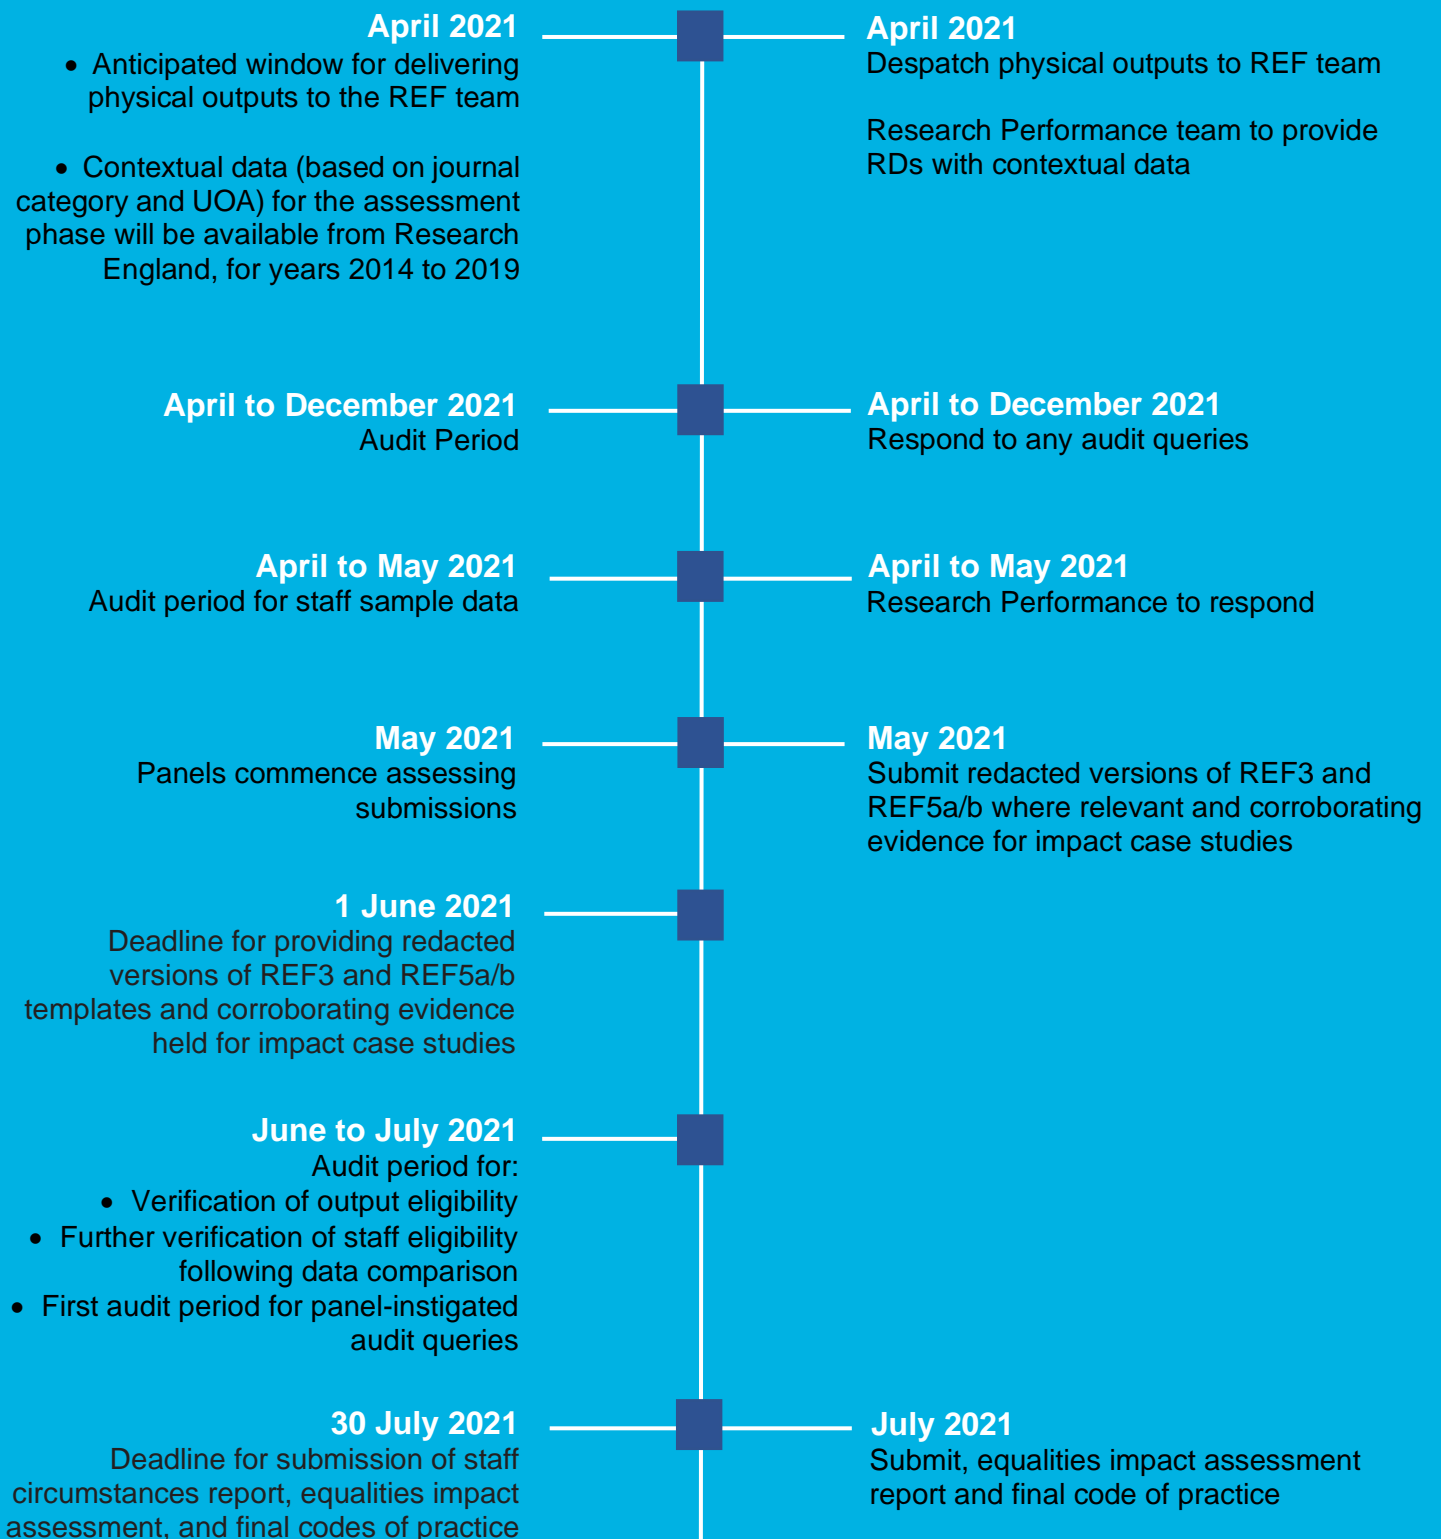 April 2021
• Anticipated window for delivering
physical outputs to the REF team
• Contextual data (based on journal
category and UOA) for the assessment
phase will be available from Research
England, for years 2014 to 2019
April 2021
Despatch physical outputs to REF team
Research Performance team to provide
RDs with contextual data
April to December 2021
Audit Period
April to December 2021
Respond to any audit queries
April to May 2021
Audit period for staff sample data
April to May 2021
Research Performance to respond
May 2021
Panels commence assessing
submissions
May 2021
Submit redacted versions of REF3 and
REF5a/b where relevant and corroborating
evidence for impact case studies
1 June 2021
Deadline for providing redacted
versions of REF3 and REF5a/b
templates and corroborating evidence
held for impact case studies
June to July 2021
Audit period for:
• Verification of output eligibility
• Further verification of staff eligibility
following data comparison
• First audit period for panel-instigated
audit queries
30 July 2021
Deadline for submission of staff
circumstances report, equalities impact
assessment, and final codes of practice
July 2021
Submit, equalities impact assessment
report and final code of practice